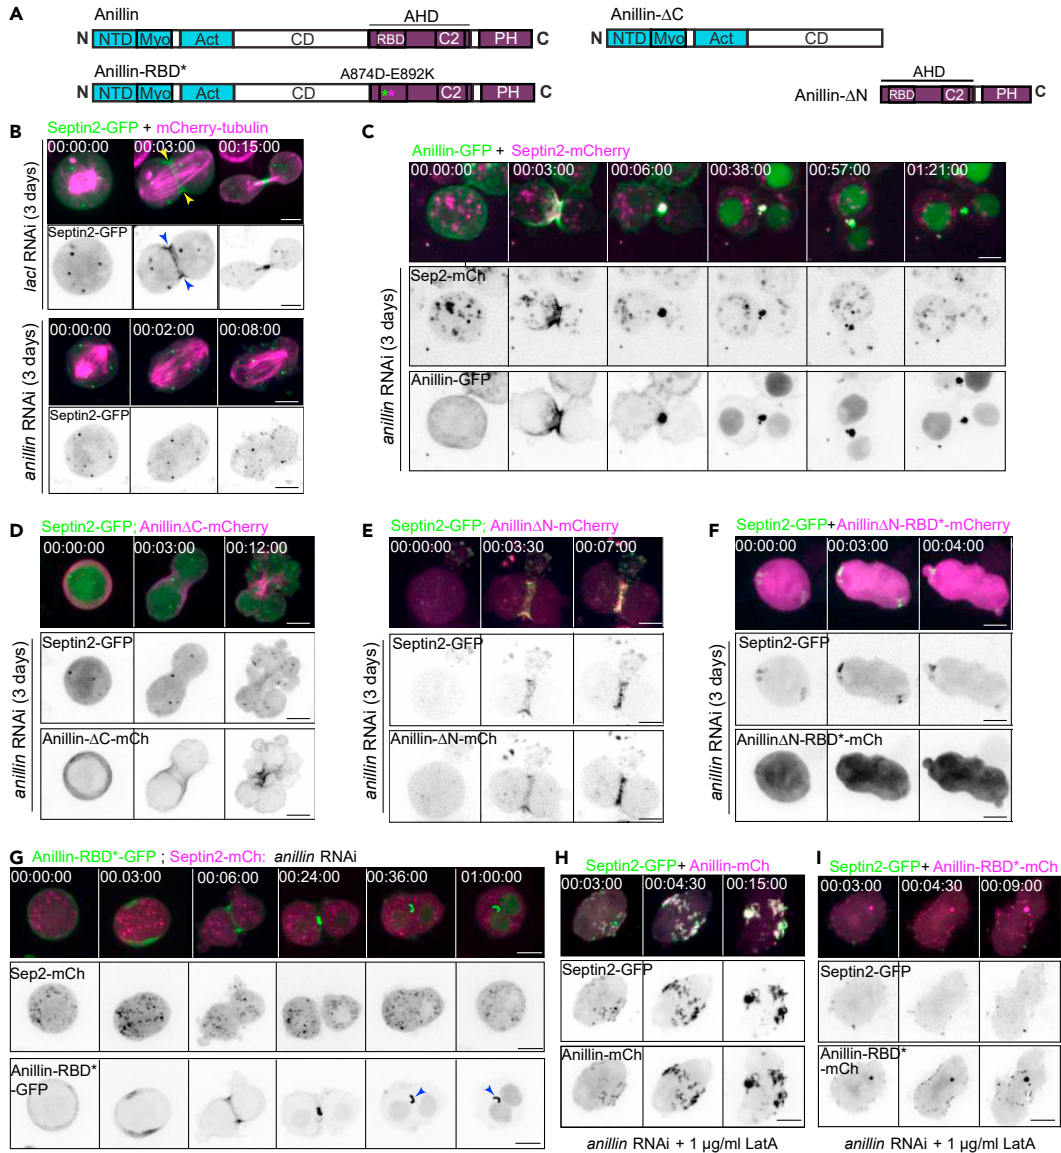 A
Anillin
AHD
N NTD Myo Act CD RBD C2 PH C
Anillin-RBD*
A874D-E892K
N NTD Myo Act CD ** C2 PH C
Anillin-ΔC
N NTD Myo Act CD
AHD
Anillin-ΔN RBD C2 PH C
B
Septin2-GFP + mCherry-tubulin
lacI RNAi (3 days)
00:00:00 00:03:00 00:15:00
Septin2-GFP
anillin RNAi (3 days)
00:00:00 00:02:00 00:08:00
Septin2-GFP
C
Anillin-GFP + Septin2-mCherry
00:00:00 00:03:00 00:06:00 00:38:00 00:57:00 01:21:00
anillin RNAi (3 days)
Sep2-mCh
Anillin-GFP
D
Septin2-GFP; AnillinΔC-mCherry
00:00:00 00:03:00 00:12:00
anillin RNAi (3 days)
Septin2-GFP
Anillin-ΔC-mCh
E
Septin2-GFP; AnillinΔN-mCherry
00:00:00 00:03:30 00:07:00
anillin RNAi (3 days)
Septin2-GFP
Anillin-ΔN-mCh
F
Septin2-GFP+AnillinΔN-RBD*-mCherry
00:00:00 00:03:00 00:04:00
anillin RNAi (3 days)
Septin2-GFP
AnillinΔN-RBD*-mCh
G
Anillin-RBD*-GFP ; Septin2-mCh: anillin RNAi
00:00:00 00.03:00 00:06:00 00:24:00 00:36:00 01:00:00
Sep2-mCh
Anillin-RBD*
-GFP
H
Septin2-GFP+ Anillin-mCh
00:03:00 00:04:30 00:15:00
Septin2-GFP
Anillin-mCh
anillin RNAi + 1 µg/ml LatA
I
Septin2-GFP+ Anillin-RBD*-mCh
00:03:00 00:04:30 00:09:00
Septin2-GFP
Anillin-RBD*
-mCh
anillin RNAi + 1 µg/ml LatA